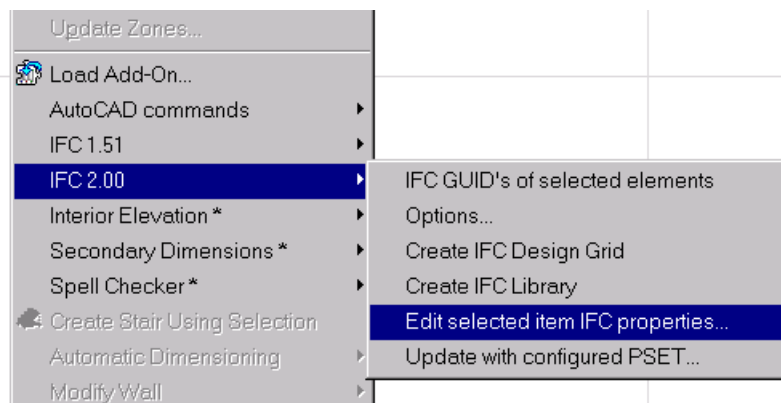 Update Zones...
Load Add-On...
AutoCAD commands
IFC 1.51
IFC 2.00
Interior Elevation *
Secondary Dimensions *
Spell Checker *
Create Stair Using Selection
Automatic Dimensioning
Modify Wall
IFC GUID's of selected elements
Options...
Create IFC Design Grid
Create IFC Library
Edit selected item IFC properties...
Update with configured PSET...